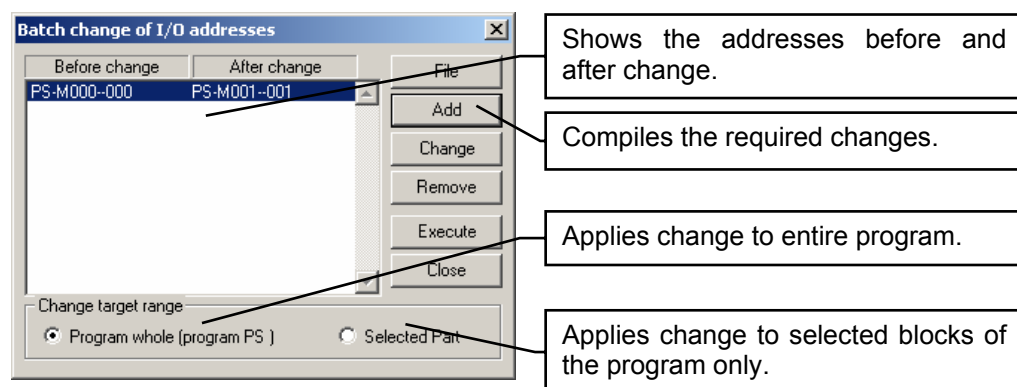 Batch change of I/O addresses
Before change After change
PS-M000--000 PS-M001--001
File
Add
Change
Remove
Execute
Close
Change target range
Program whole (program PS )
Selected Part
Shows the addresses before and
after change.
Compiles the required changes.
Applies change to entire program.
Applies change to selected blocks of
the program only.